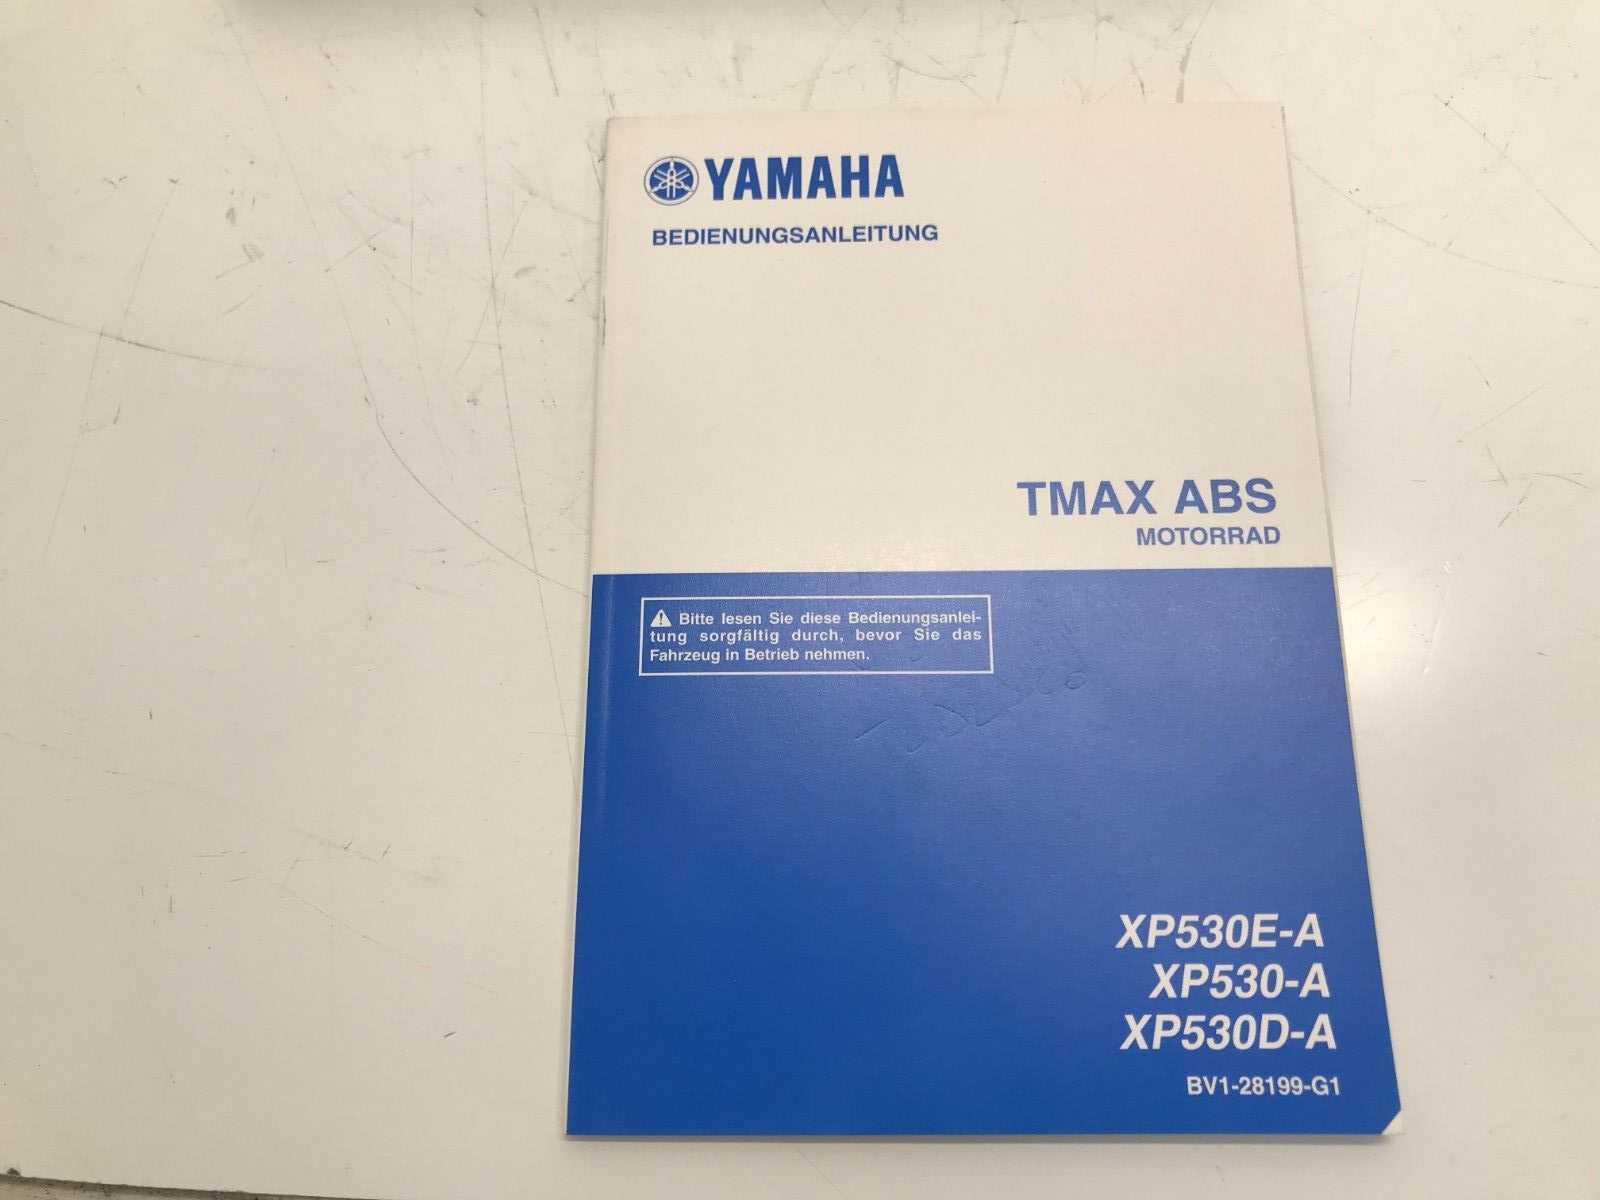 YAMAHA
BEDIENUNGSANLEITUNG
TMAX ABS
MOTORRAD
Bitte lesen Sie diese Bedienungsanlei-
tung sorgfältig durch, bevor Sie das
Fahrzeug in Betrieb nehmen.
XP530E-A
XP530-A
XP530D-A
BV1-28199-G1